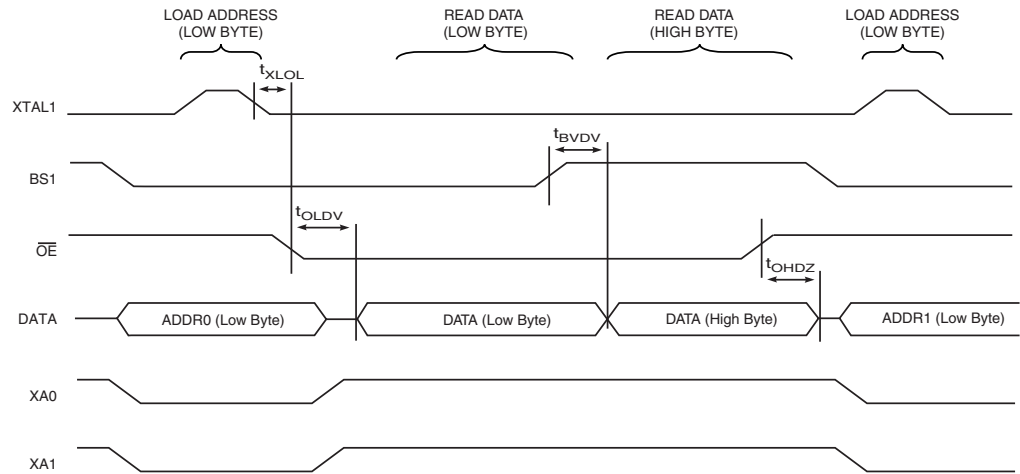 LOAD ADDRESS
(LOW BYTE)
READ DATA
(LOW BYTE)
READ DATA
(HIGH BYTE)
LOAD ADDRESS
(LOW BYTE)
tXLOL
XTAL1
tBVDV
BS1
tOLDV
OE
tOHDZ
DATA
ADDR0 (Low Byte)
DATA (Low Byte)
DATA (High Byte)
ADDR1 (Low Byte)
XA0
XA1